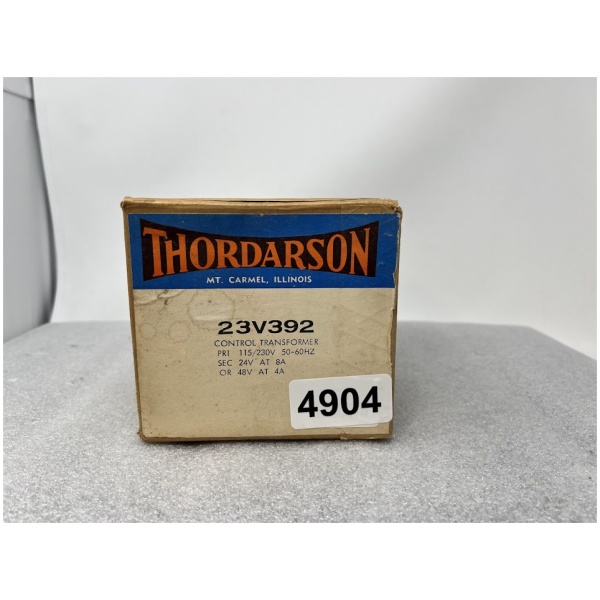 THORDARSON
MT. CARMEL, ILLINOIS
23V392
CONTROL TRANSFORMER
PRI 115/230V 50-60HZ
SEC 24V AT 8A
OR 48V AT 4A
4904